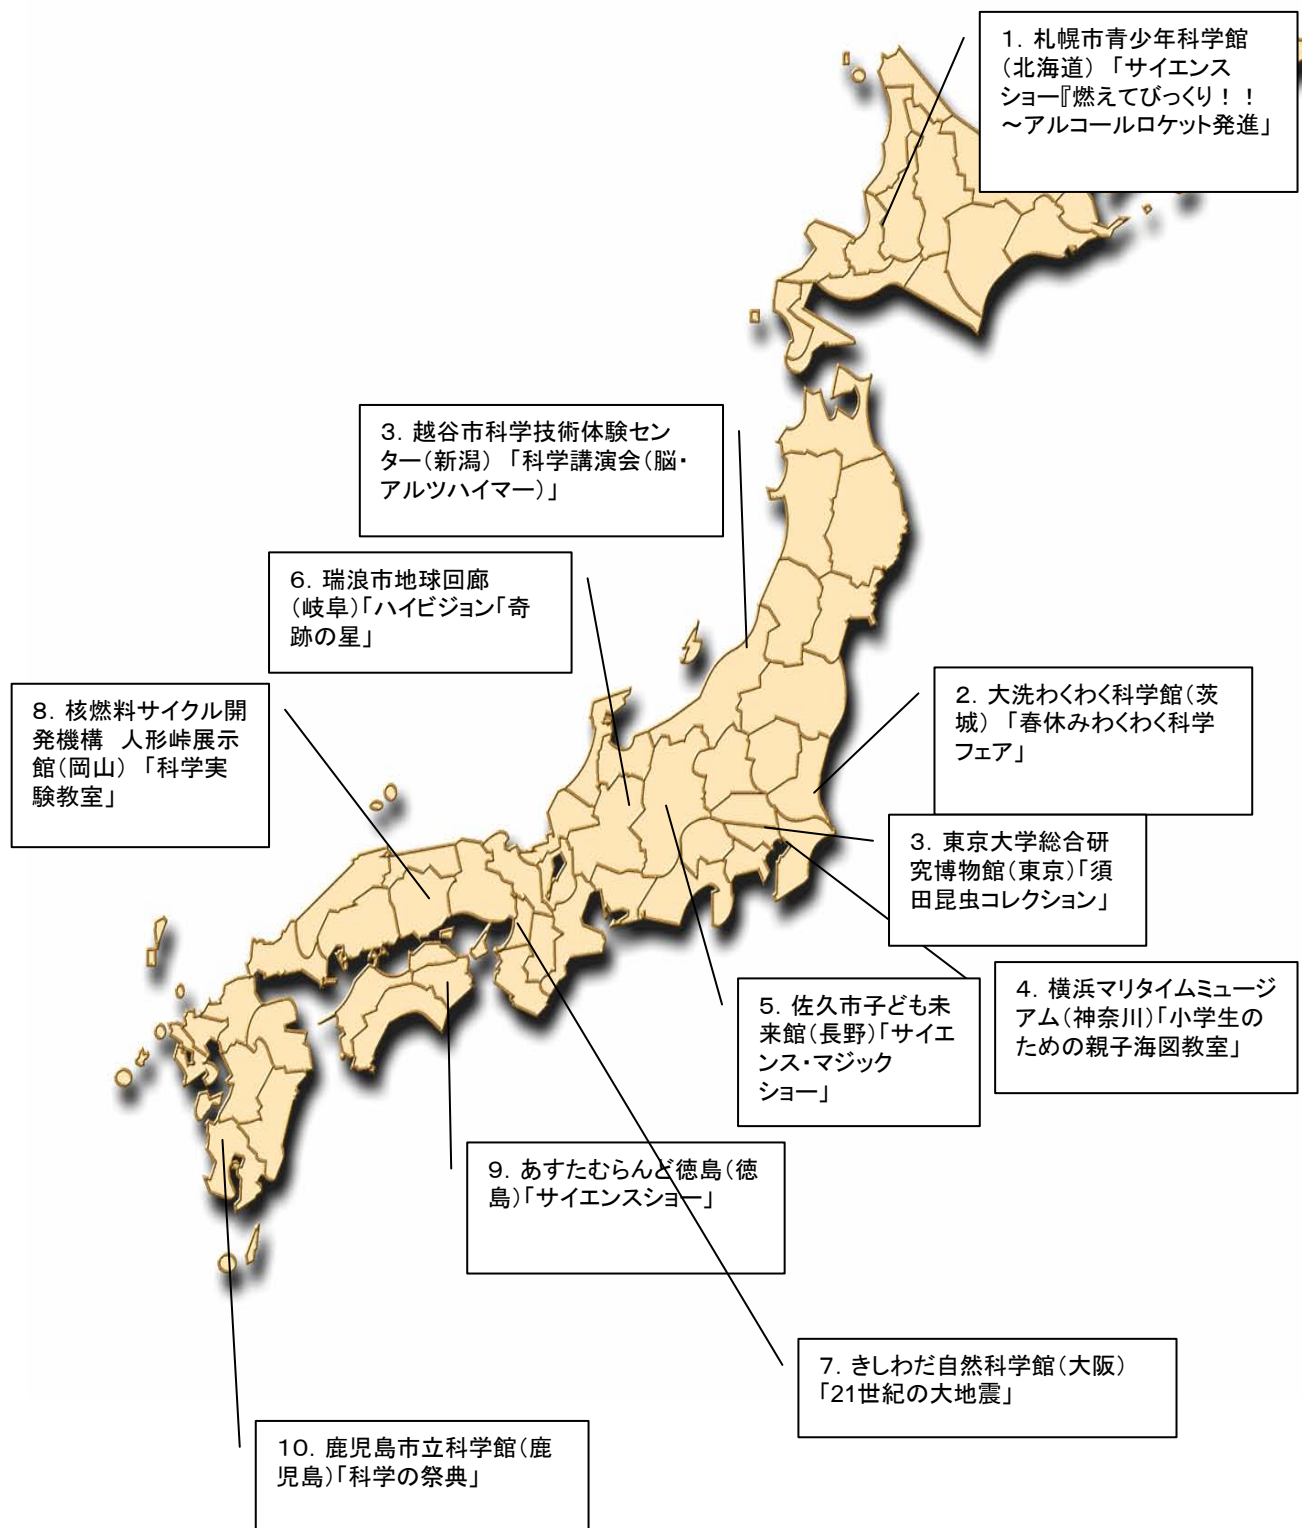 1．札幌市青少年科学館
（北海道）「サイエンス
ショー『燃えてびっくり！！
～アルコールロケット発進」
3．越谷市科学技術体験セン
ター（新潟）「科学講演会（脳・
アルツハイマー）」
6．瑞浪市地球回廊
（岐阜）「ハイビジョン「奇
跡の星」
8．核燃料サイクル開
発機構　人形峠展示
館（岡山）「科学実
験教室」
2．大洗わくわく科学館（茨
城）「春休みわくわく科学
フェア」
3．東京大学総合研
究博物館（東京）「須
田昆虫コレクション」
4．横浜マリタイムミュージ
アム（神奈川）「小学生の
ための親子海図教室」
5．佐久市子ども未
来館（長野）「サイエ
ンス・マジック
ショー」
9．あすたむらんど徳島（徳
島）「サイエンスショー」
7．きしわだ自然科学館（大阪）
「21世紀の大地震」
10．鹿児島市立科学館（鹿
児島）「科学の祭典」